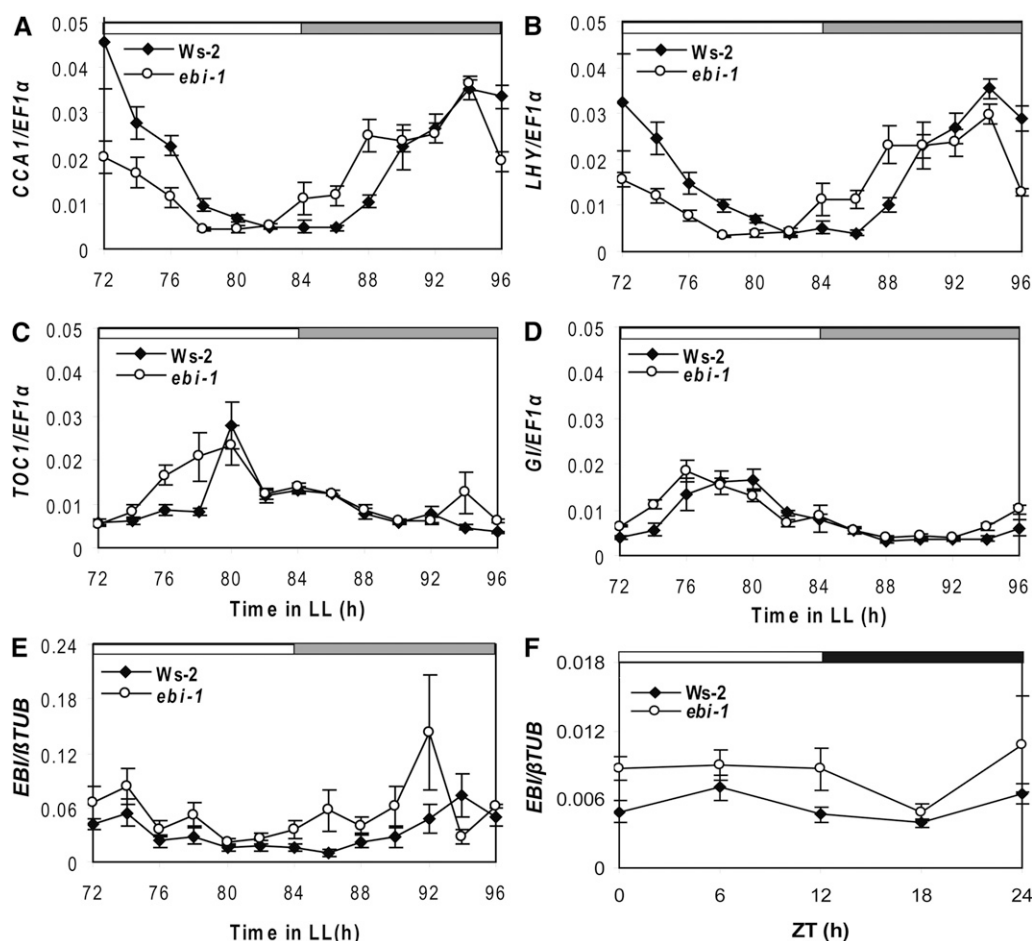 A
CCA1/EF1α
0.05
0.04
0.03
0.02
0.01
0
Ws-2
ebi-1
72 76 80 84 88 92 96
B
LHY/EF1α
0.05
0.04
0.03
0.02
0.01
0
Ws-2
ebi-1
72 76 80 84 88 92 96
C
TOC1/EF1α
0.05
0.04
0.03
0.02
0.01
0
Ws-2
ebi-1
72 76 80 84 88 92 96
Time in LL (h)
D
GI/EF1α
0.05
0.04
0.03
0.02
0.01
0
Ws-2
ebi-1
72 76 80 84 88 92 96
Time in LL (h)
E
EBI/ßTUB
0.24
0.18
0.12
0.06
0
Ws-2
ebi-1
72 76 80 84 88 92 96
Time in LL(h)
F
EBI/βTUB
0.018
0.012
0.006
0
Ws-2
ebi-1
0 6 12 18 24
ZT (h)